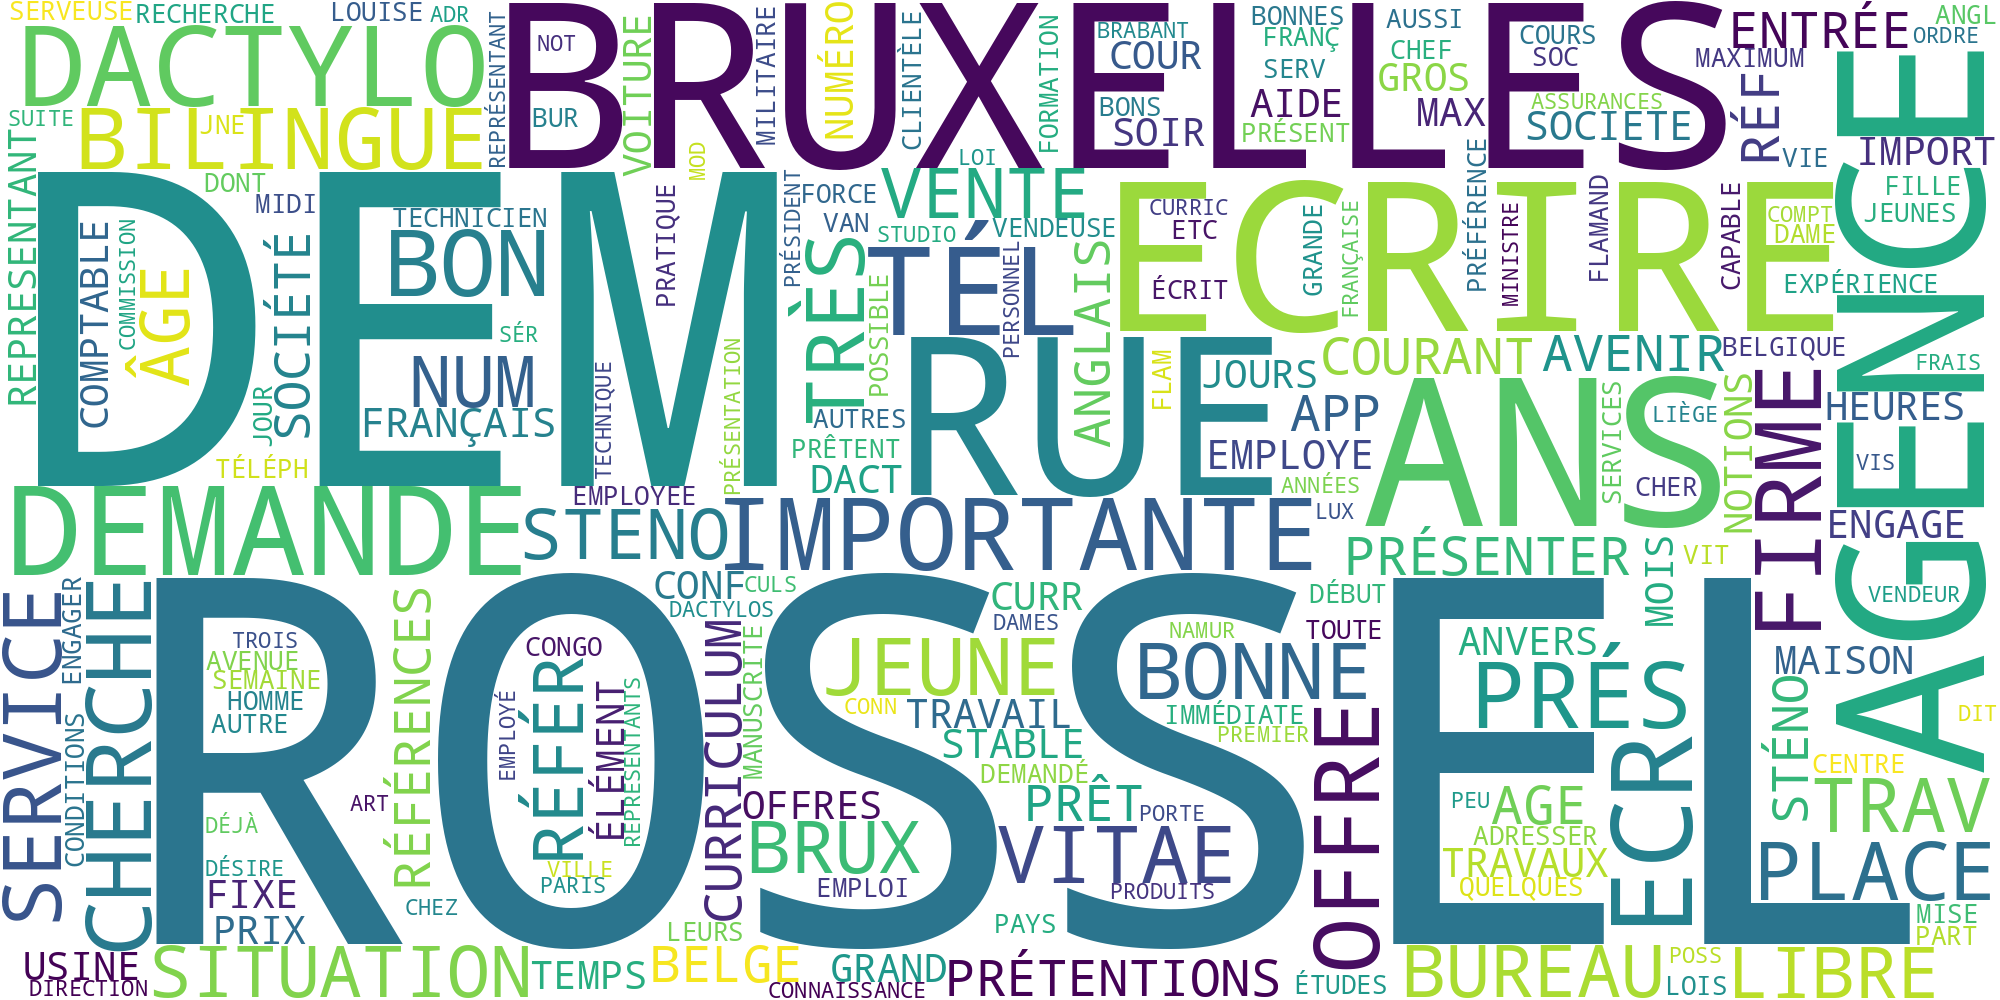 SERVEUSE
RECHERCHE
LOUISE
ADR
DACTYLO
SUITE
BILINGUE
JNE
REPRÉSENTANT
NOT
BUR
BRUXELLES
VOITURE
MILITAIRE
MOD
NUMÉRO
CLIENTÈLE
LOI
FORMATION
BRABANT
COUR
BONS
SOIR
BONNES
FRANÇ
SERV
AIDE
PRÉSENT
AUSSI
CHEF
GROS
MAX
COURS
SOC
ASSURANCES
SOCIETE
ENTRÉE
MAXIMUM
RÉF
ANGL
ORDRE
VIE
IMPORT
AGENCE
REPRESENTANT
DONT
MIDI
DEM
COMPTABLE
COMMISSION
ÂGE
SOCIÉTÉ
JOUR
TÉLÉPH
TECHNICIEN
BON
SÉR
NUM
FRANÇAIS
TECHNIQUE
PRATIQUE
PRÉSENTATION
PRÉSIDENT
FORCE
VAN
VENTE
STUDIO
VENDEUSE
TRÈS
TÉL
POSSIBLE
PERSONNEL
ANGLAIS
ECRIRE
CURRIC
ETC
ÉCRIT
GRANDE
FRANÇAISE
PRÉFÉRENCE
MINISTRE
FLAMAND
CAPABLE
COMPT
DAME
FILLE
JEUNES
EXPÉRIENCE
AUTRES
PRÊTENT
DACT
RUE
FLAM
JOURS
COURANT
AVENIR
BELGIQUE
FRAIS
APP
EMPLOYE
ANNÉES
ANS
SERVICES
LIÈGE
CHER
NOTIONS
FIRME
HEURES
VIS
ENGAGE
DEMANDE
EMPLOYEE
STENO
IMPORTANTE
LUX
PRÉSENTER
MOIS
VIT
VENDEUR
SERVICE
ENGAGER
CONDITIONS
CHERCHE
ROSSEL
TROIS
AVENUE
SEMAINE
HOMME
AUTRE
ART
DÉJÀ
DÉSIRE
FIXE
PRIX
RÉFÉRENCES
CHEZ
CONGO
EMPLOYÉ
RÉFÉR
ÉLÉMENT
REPRÉSENTANTS
VILLE
PARIS
CONF
DACTYLOS
CULS
CURRICULUM
MANUSCRITE
CURR
DAMES
JEUNE
CONN
TRAVAIL
STABLE
DEMANDÉ
PRÊT
OFFRES
BRUX
EMPLOI
VITAE
PORTE
PRODUITS
NAMUR
BONNE
IMMÉDIATE
PREMIER
DÉBUT
TOUTE
OFFRE
ANVERS
PRÉS
PEU
AGE
ADRESSER
TRAVAUX
QUELQUES
ECR
MAISON
STÉNO
DIT
CENTRE
TRAV
PLACE
MISE
PART
USINE
DIRECTION
SITUATION
TEMPS
LEURS
BELGE
CONNAISSANCE
GRAND
PAYS
PRÉTENTIONS
ÉTUDES
BUREAU
POSS
LOIS
LIBRE